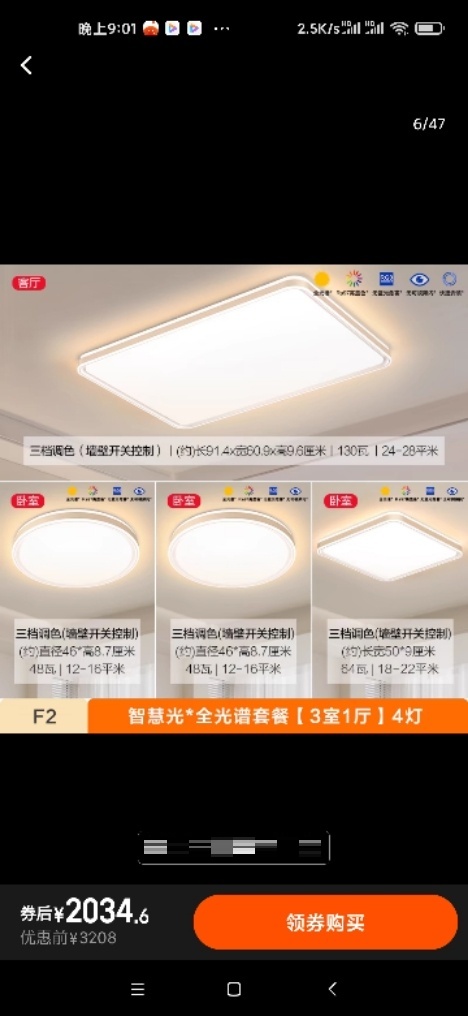 晚上9:01
2.5K/s
6/47
客厅
三档调色（墙壁开关控制）丨(约)长91.4x宽60.9x高9.6厘米丨130瓦丨24-28平米
卧室
三档调色(墙壁开关控制)
(约)直径46*高8.7厘米
48瓦 | 12-16平米
卧室
三档调色(墙壁开关控制)
(约)直径46*高8.7厘米
48瓦 | 12-16平米
卧室
三档调色(墙壁开关控制)
(约)长宽50*9厘米
64瓦 | 18-22平米
F2
智慧光*全光谱套餐【3室1厅】4灯
券后¥2034.6
优惠前¥3208
领券购买